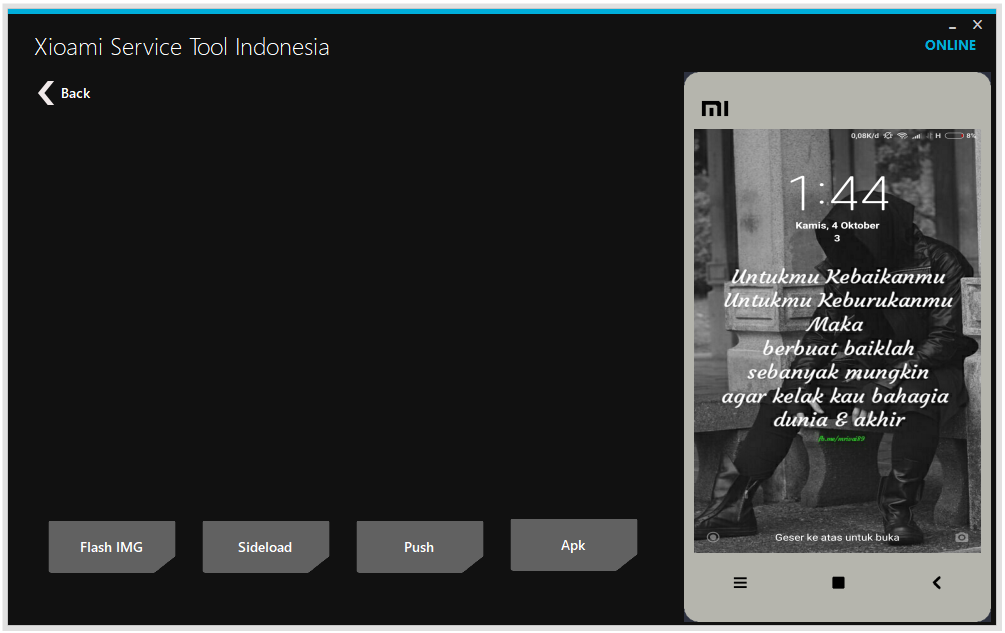 Xioami Service Tool Indonesia
ONLINE
Back
mi
0,08K/d H 8%
1:44
Kamis, 4 Oktober
3
Untukmu Kebaikanmu
Untukmu Keburukanmu
Maka
berbuat baiklah
sebanyak mungkin
agar kelak kau bahagia
dunia & akhir
Geser ke atas untuk buka
Flash IMG
Sideload
Push
Apk